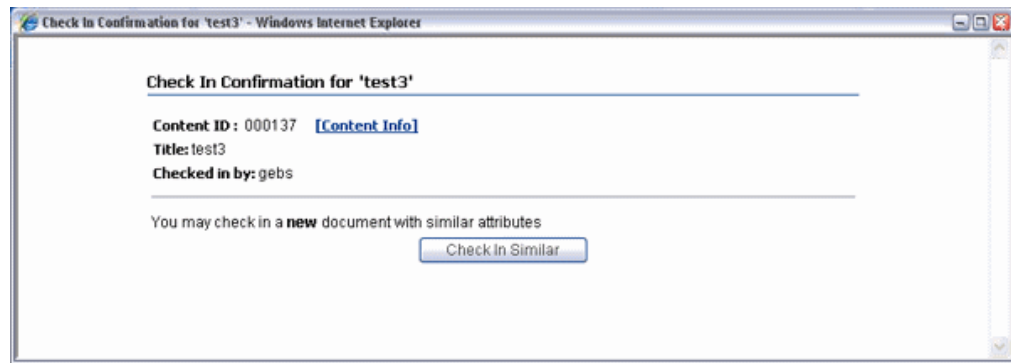 Check In Confirmation for 'test3' - Windows Internet Explorer
Check In Confirmation for 'test3'
Content ID : 000137 [Content Info]
Title: test3
Checked in by: gebs
You may check in a new document with similar attributes
Check In Similar